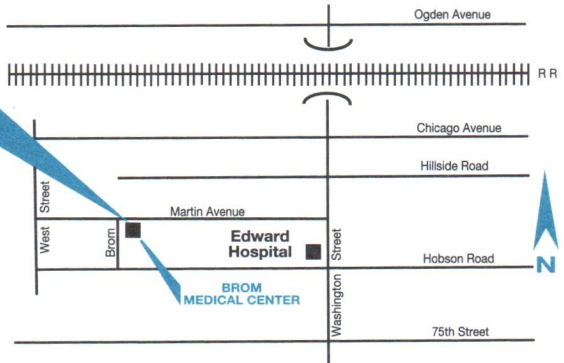 Ogden Avenue
R R
Chicago Avenue
Hillside Road
West Street
Martin Avenue
Brom
Edward
Hospital
Washington Street
Hobson Road
N
BROM
MEDICAL CENTER
75th Street